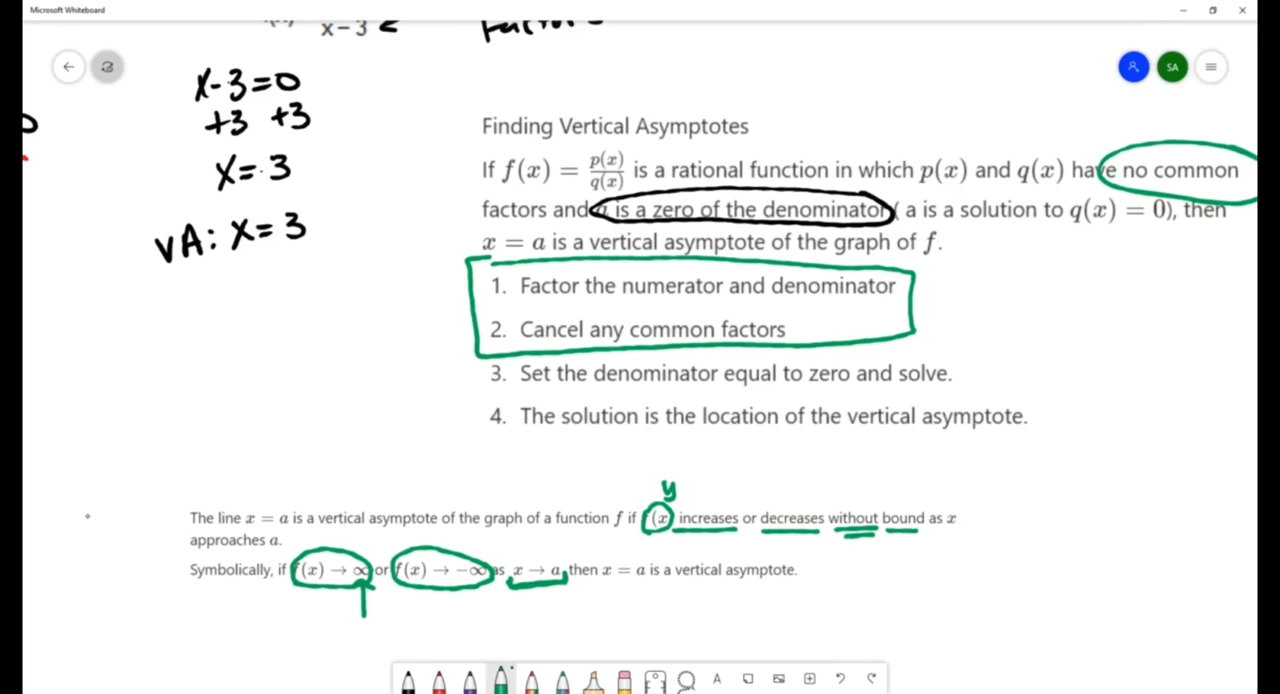 Microsoft Whiteboard
x-3
SA
x-3=0
+3 +3
x=3
VA: x=3
Finding Vertical Asymptotes
If f(x) = p(x)/q(x) is a rational function in which p(x) and q(x) have no common
factors and a is a zero of the denominator ( a is a solution to q(x) = 0), then
x = a is a vertical asymptote of the graph of f.
1. Factor the numerator and denominator
2. Cancel any common factors
3. Set the denominator equal to zero and solve.
4. The solution is the location of the vertical asymptote.
y
The line x = a is a vertical asymptote of the graph of a function f if f(x) increases or decreases without bound as x
approaches a.
Symbolically, if f(x) → ∞ or f(x) → −∞ as x → a, then x = a is a vertical asymptote.